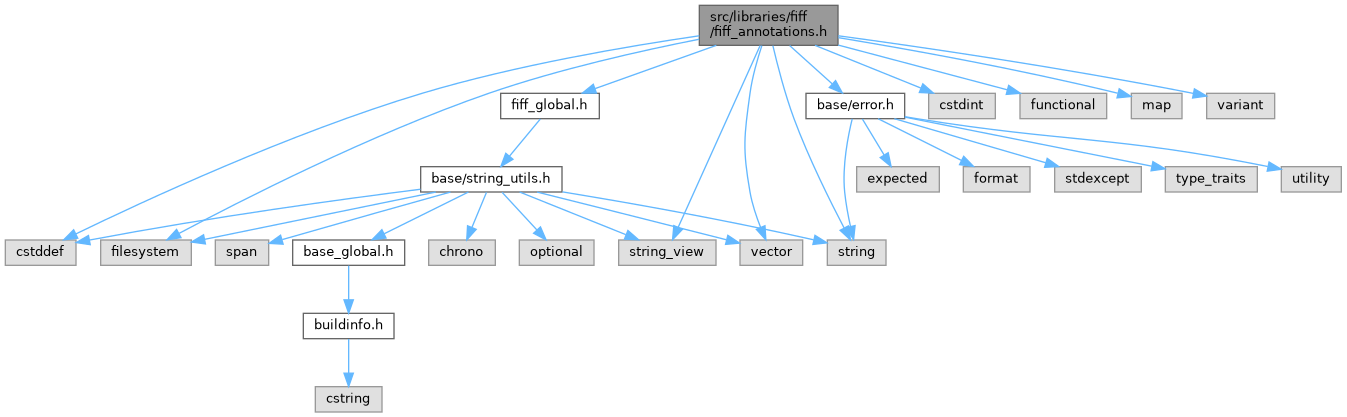 src/libraries/fiff
/fiff_annotations.h
fiff_global.h
base/error.h
cstdint
functional
map
variant
base/string_utils.h
expected
format
stdexcept
type_traits
utility
cstddef
filesystem
span
base_global.h
chrono
optional
string_view
vector
string
buildinfo.h
cstring